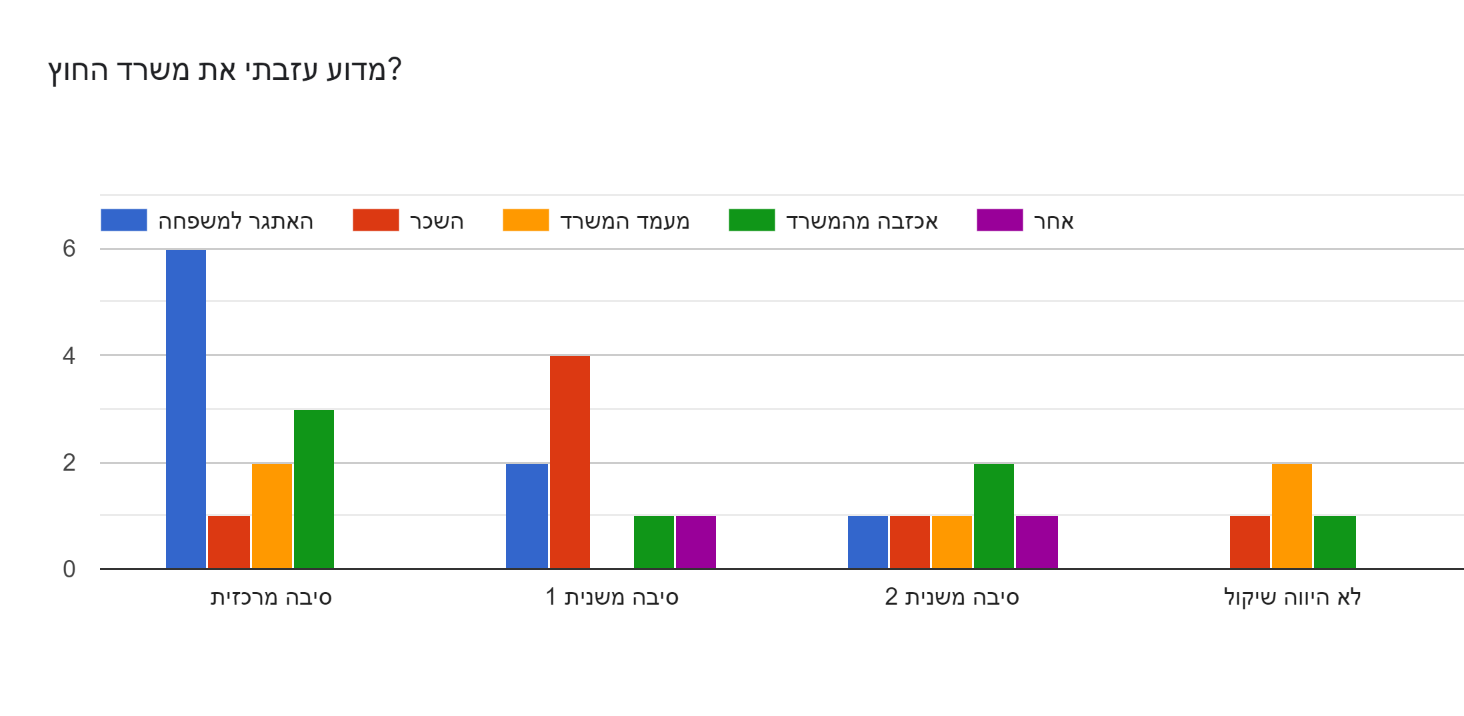 מדוע עזבתי את משרד החוץ?
האתגר למשפחה השכר מעמד המשרד אכזבה מהמשרד אחר
6
4
2
0
סיבה מרכזית סיבה משנית 1 סיבה משנית 2 לא היווה שיקול